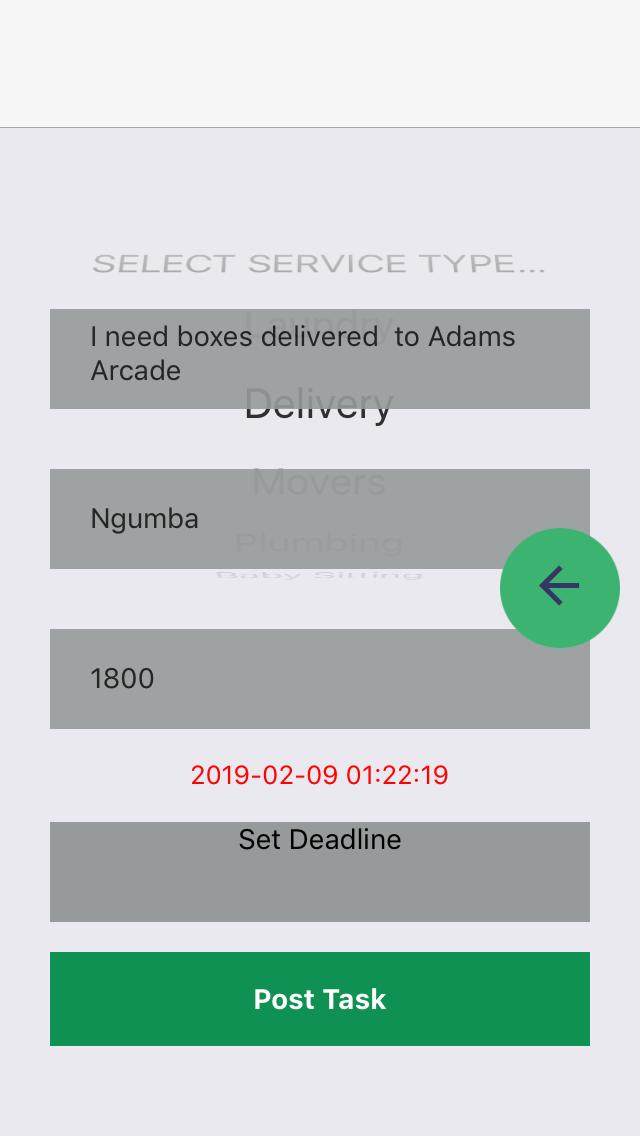 SELECT SERVICE TYPE...
Laundry
I need boxes delivered  to Adams
Arcade
Delivery
Movers
Ngumba
Plumbing
Baby Sitting
1800
2019-02-09 01:22:19
Set Deadline
Post Task